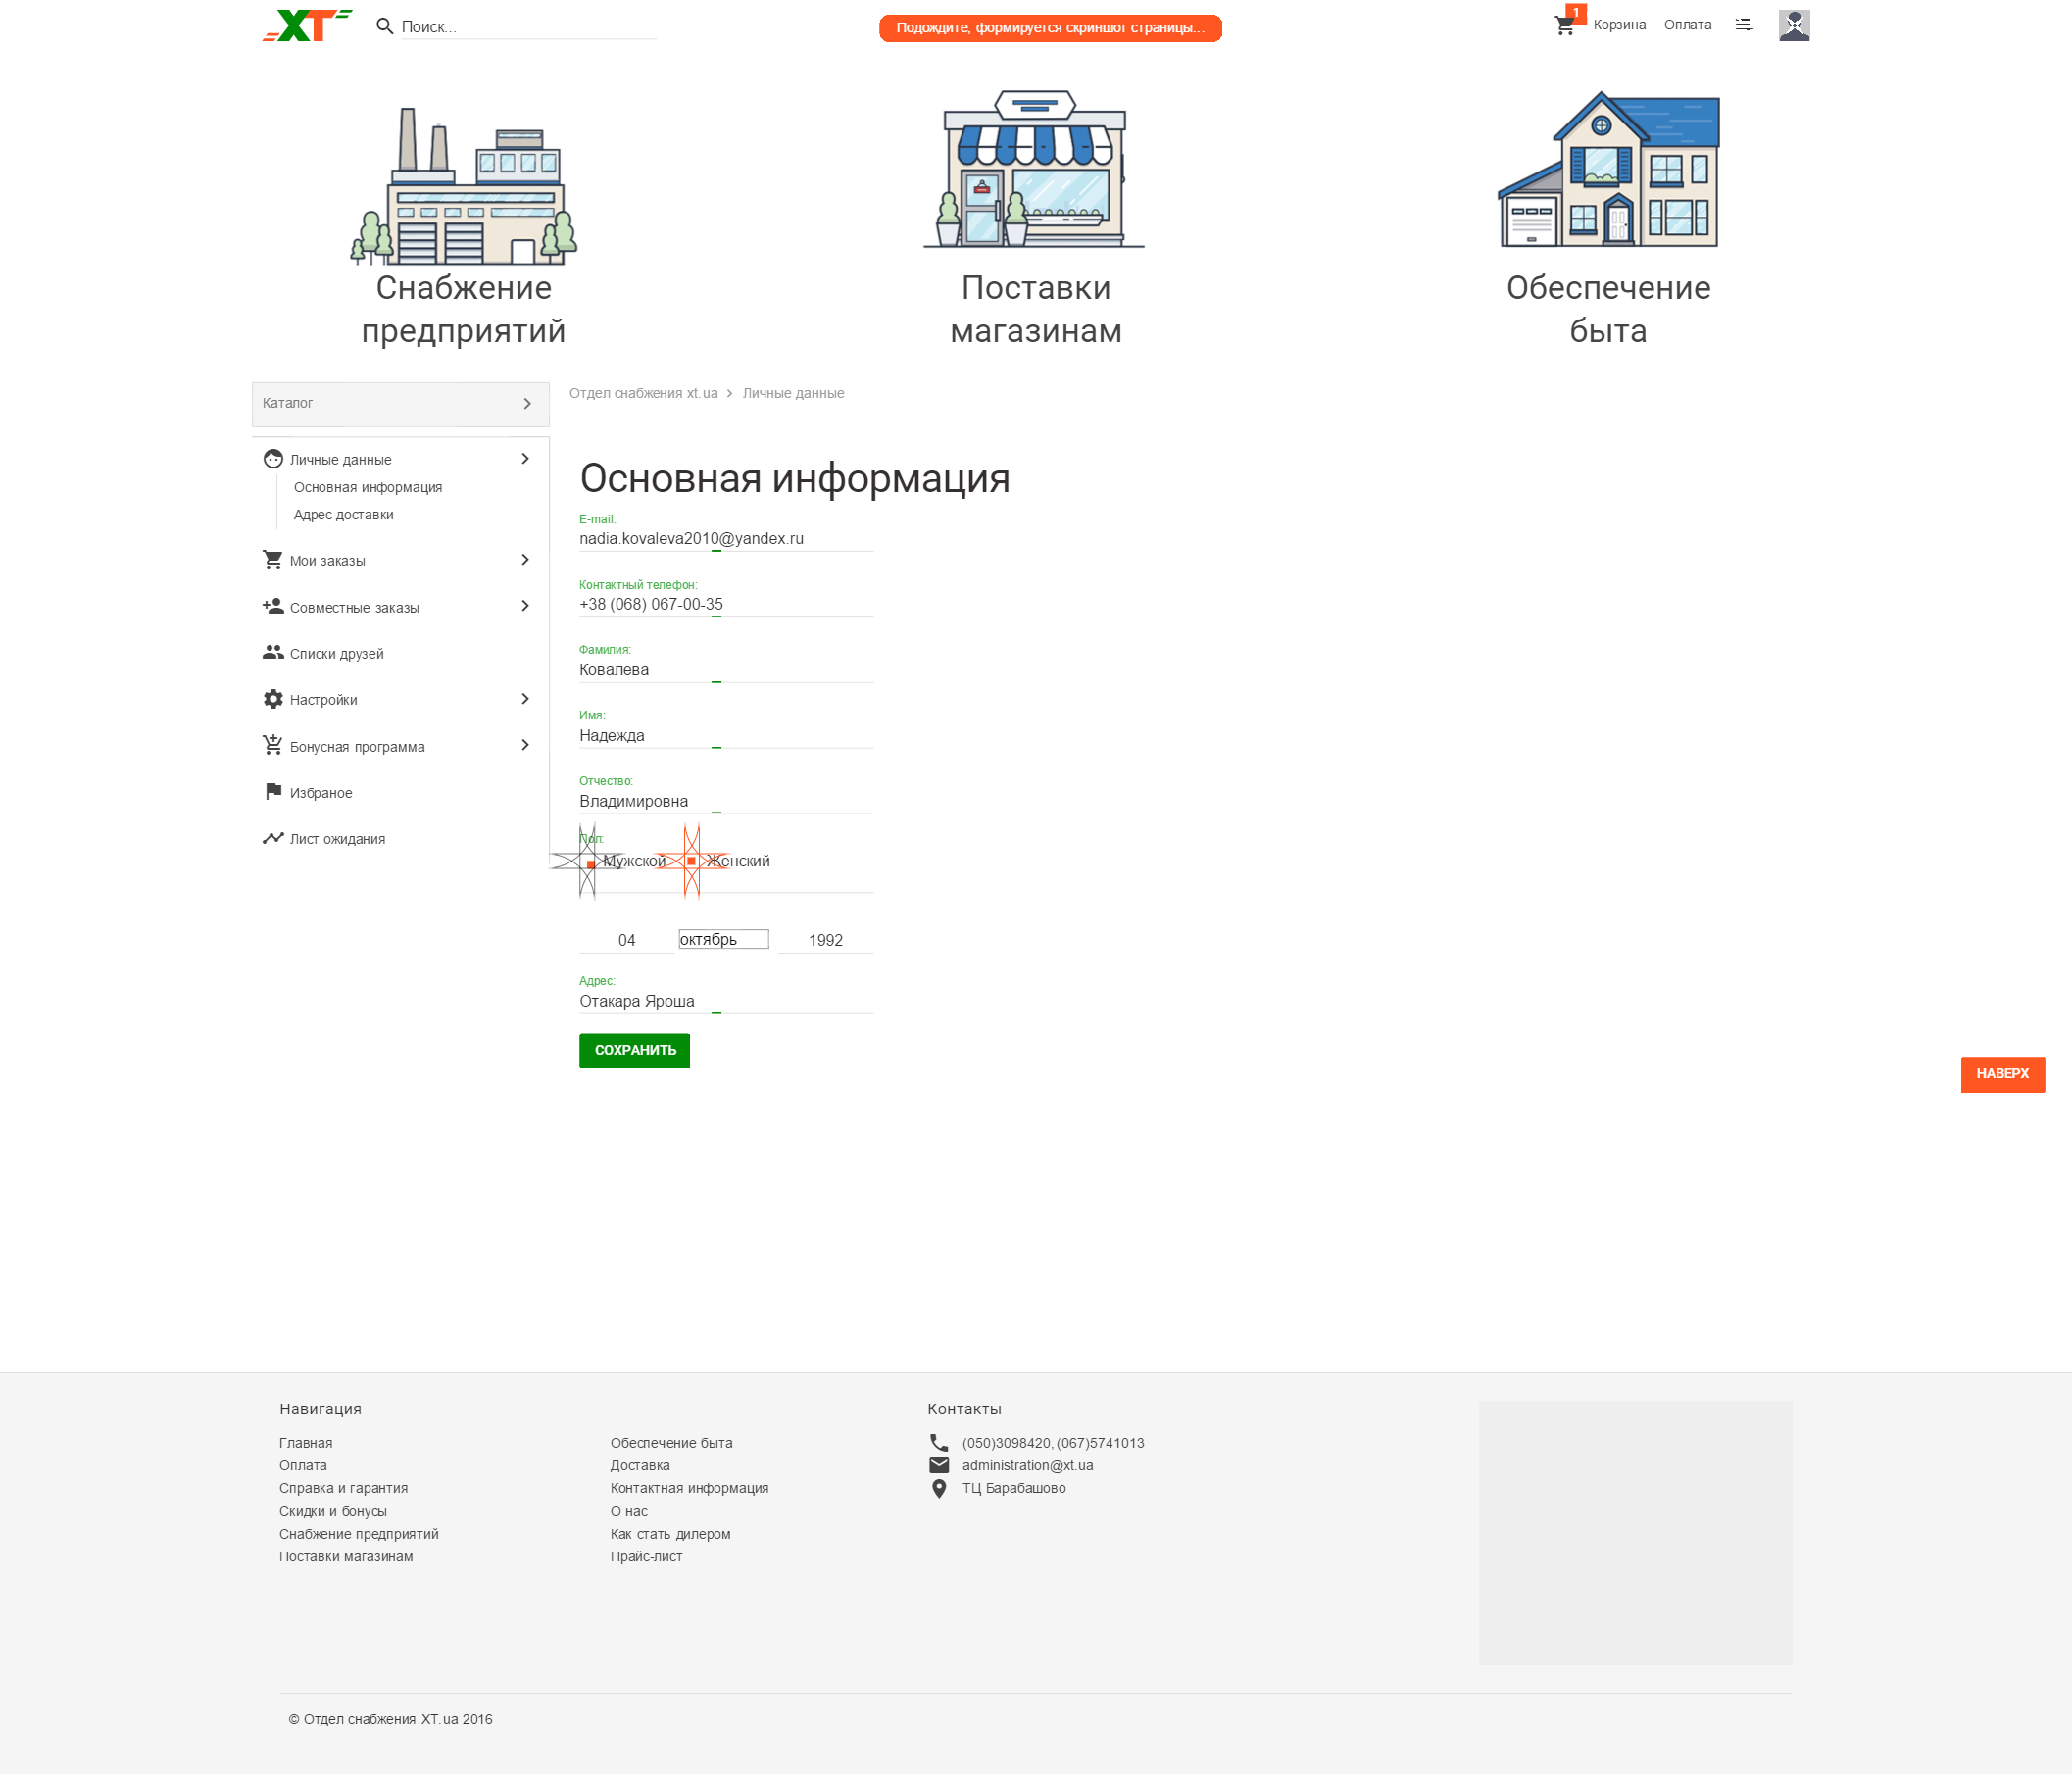 XT
Поиск...
Подождите, формируется скриншот страницы...
1
Корзина
Оплата
Снабжение
предприятий
Поставки
магазинам
Обеспечение
быта
Каталог
Отдел снабжения xt.ua
Личные данные
Личные данные
Основная информация
Адрес доставки
Мои заказы
Совместные заказы
Списки друзей
Настройки
Бонусная программа
Избраное
Лист ожидания
Основная информация
E-mail:
nadia.kovaleva2010@yandex.ru
Контактный телефон:
+38 (068) 067-00-35
Фамилия:
Ковалева
Имя:
Надежда
Отчество:
Владимировна
Пол:
Мужской
Женский
04
октябрь
1992
Адрес:
Отакара Яроша
СОХРАНИТЬ
НАВЕРХ
Навигация
Главная
Оплата
Справка и гарантия
Скидки и бонусы
Снабжение предприятий
Поставки магазинам
Обеспечение быта
Доставка
Контактная информация
О нас
Как стать дилером
Прайс-лист
Контакты
(050)3098420, (067)5741013
administration@xt.ua
ТЦ Барабашово
© Отдел снабжения XT.ua 2016